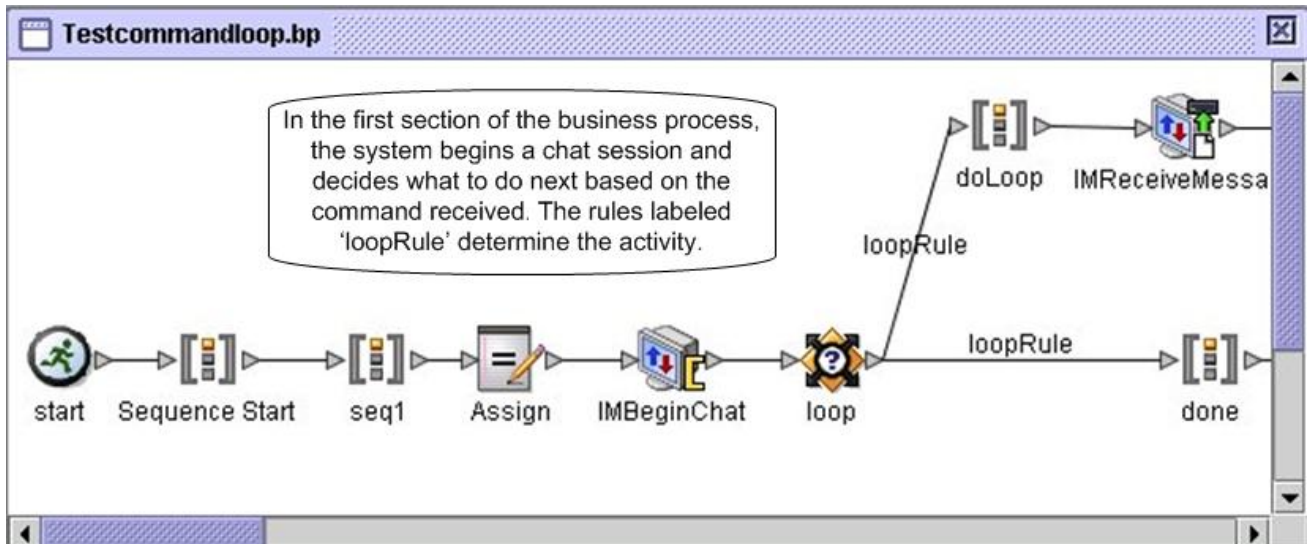 Testcommandloop.bp
In the first section of the business process,
the system begins a chat session and
decides what to do next based on the
command received. The rules labeled
‘loopRule’ determine the activity.
doLoop
IMReceiveMessa
loopRule
loopRule
start
Sequence Start
seq1
Assign
IMBeginChat
loop
done